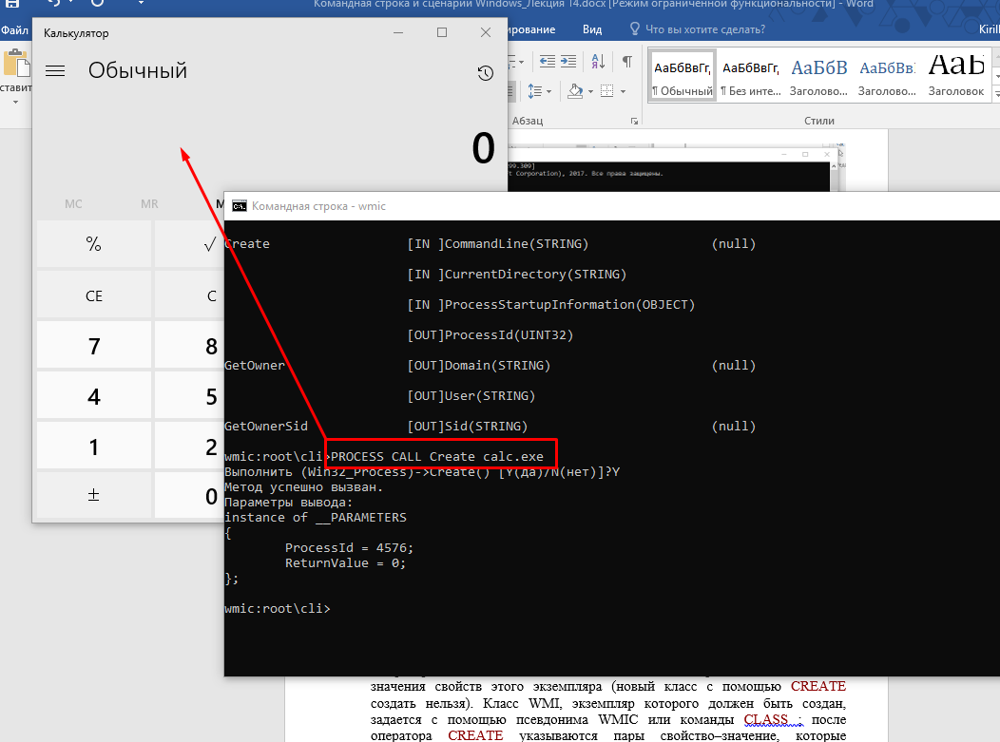 Командная строка и сценарии Windows_Лекция 14.docx [Режим ограниченной функциональности] - Word
Файл
рование
Вид
Что вы хотите сделать?
Kirill
ставить
Абзац
АаБбВвГг,
¶ Обычный
АаБбВвГг,
¶ Без инте...
АаБбВ
Заголово...
АаБбВв:
Заголово...
АаБ
Заголовок
Стили
Калькулятор
Обычный
0
MC
MR
M
%
√
CE
C
7
8
4
5
1
2
±
0
99.309]
t Corporation), 2017. Все права защищены.
Командная строка - wmic
Create [IN ]CommandLine(STRING) (null)
[IN ]CurrentDirectory(STRING)
[IN ]ProcessStartupInformation(OBJECT)
[OUT]ProcessId(UINT32)
GetOwner [OUT]Domain(STRING) (null)
[OUT]User(STRING)
GetOwnerSid [OUT]Sid(STRING) (null)
wmic:root\cli>PROCESS CALL Create calc.exe
Выполнить (Win32_Process)->Create() [Y(да)/N(нет)]?Y
Метод успешно вызван.
Параметры вывода:
instance of __PARAMETERS
{
ProcessId = 4576;
ReturnValue = 0;
};
wmic:root\cli>
значения свойств этого экземпляра (новый класс с помощью CREATE
создать нельзя). Класс WMI, экземпляр которого должен быть создан,
задается с помощью псевдонима WMIC или команды CLASS ; после
оператора CREATE указываются пары свойство–значение, которые